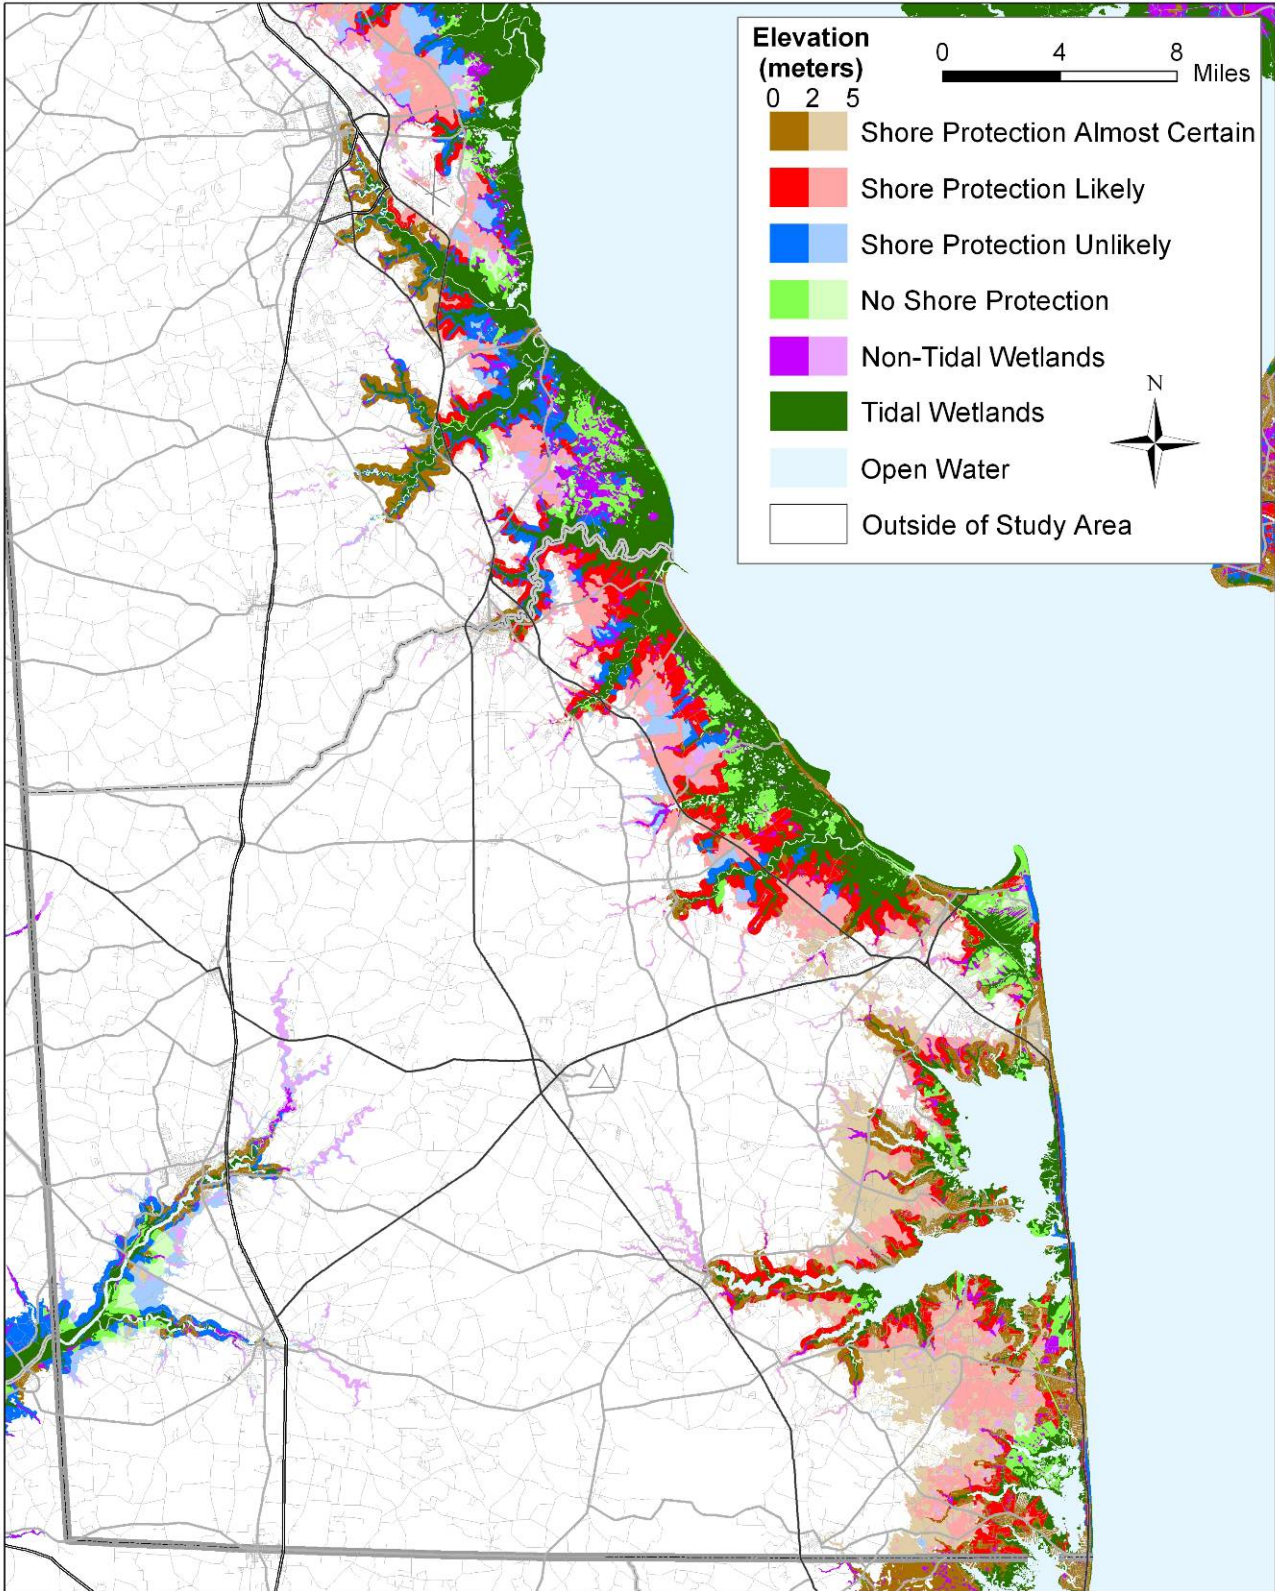 Elevation
(meters)
0 2 5
0 4 8
Miles
Shore Protection Almost Certain
Shore Protection Likely
Shore Protection Unlikely
No Shore Protection
Non-Tidal Wetlands
Tidal Wetlands
Open Water
Outside of Study Area
N